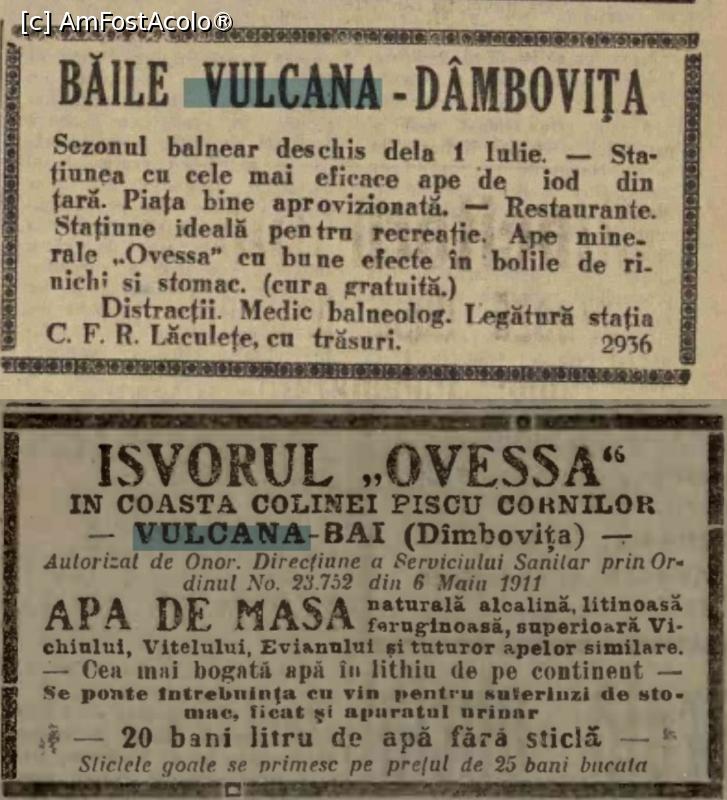 [c] AmFostAcolo®
BĂILE VULCANA - DÂMBOVIȚA
Sezonul balnear deschis dela 1 Iulie. — Sta-
țiunea cu cele mai eficace ape de iod din
țară. Piața bine aprovizionată. — Restaurante.
Stațiune ideală pentru recreație. Ape mine-
rale „Ovessa" cu bune efecte în bolile de ri-
nichi si stomac. (cura gratuită.)
Distracții. Medic balneolog. Legătură stația
C. F. R. Lăculețe, cu trăsuri. 2936
ISVORUL „OVESSA“
IN COASTA COLINEI PISCU CORNILOR
— VULCANA-BAI (Dîmbovița) —
Autorizat de Onor. Direcțiune a Serviciului Sanitar prin Or-
dinul No. 23.752 din 6 Maiu 1911
APA DE MASA naturală alcalină, litinoasă
feruginoasă, superioară Vi-
chiului, Vitelului, Evianului și tuturor apelor similare.
— Cea mai bogată apă în lithiu de pe continent —
Se poate întrebuința cu vin pentru suferinzi de sto-
mac, ficat și aparatul urinar
— 20 bani litru de apă fără sticlă —
Sticlele goale se primesc pe prețul de 25 bani bucata